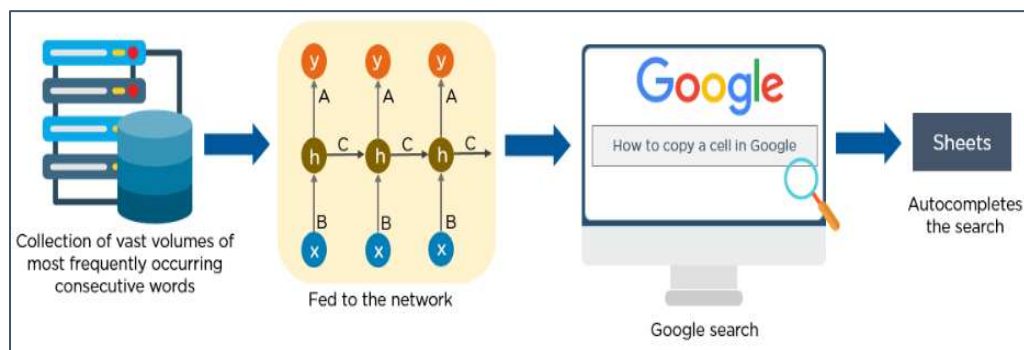 Collection of vast volumes of
most frequently occurring
consecutive words
y y y
A A A
h C h C h C
B B B
x x x
Fed to the network
Google
How to copy a cell in Google
Google search
Sheets
Autocompletes
the search